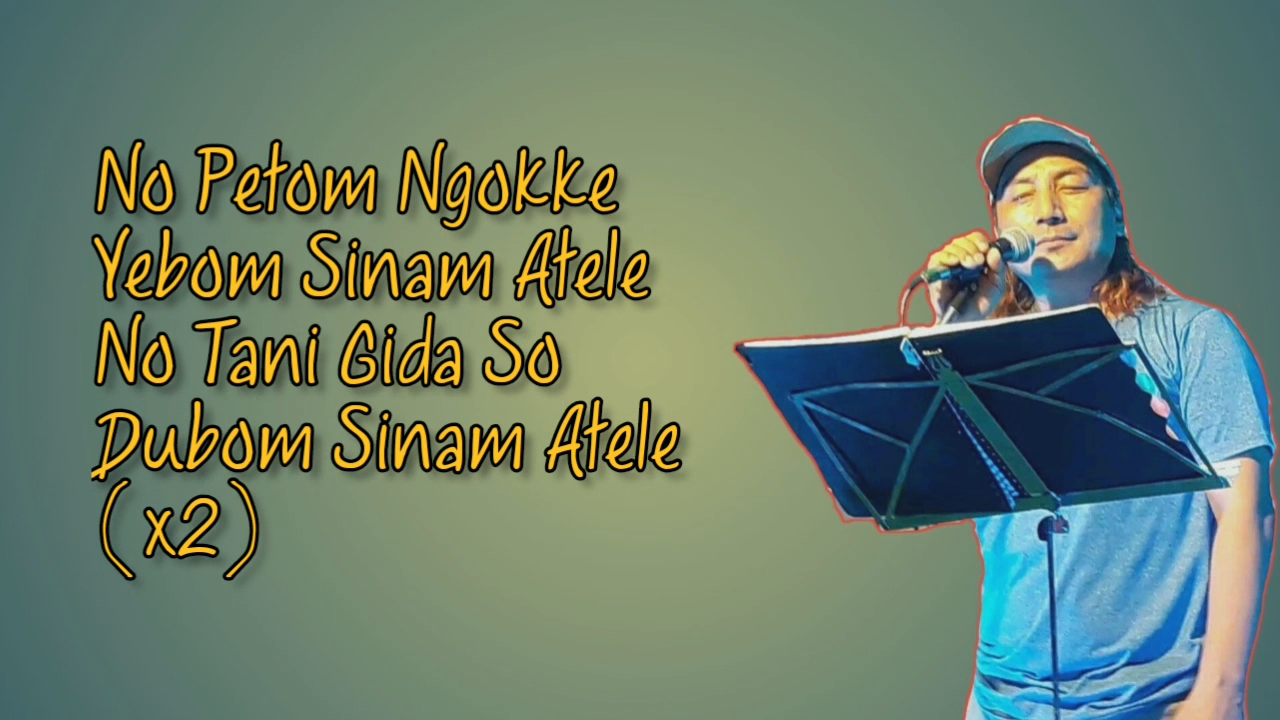 No Petom Ngokke
Yebom Sinam Atele
No Tani Gida So
Dubom Sinam Atele
( x2 )